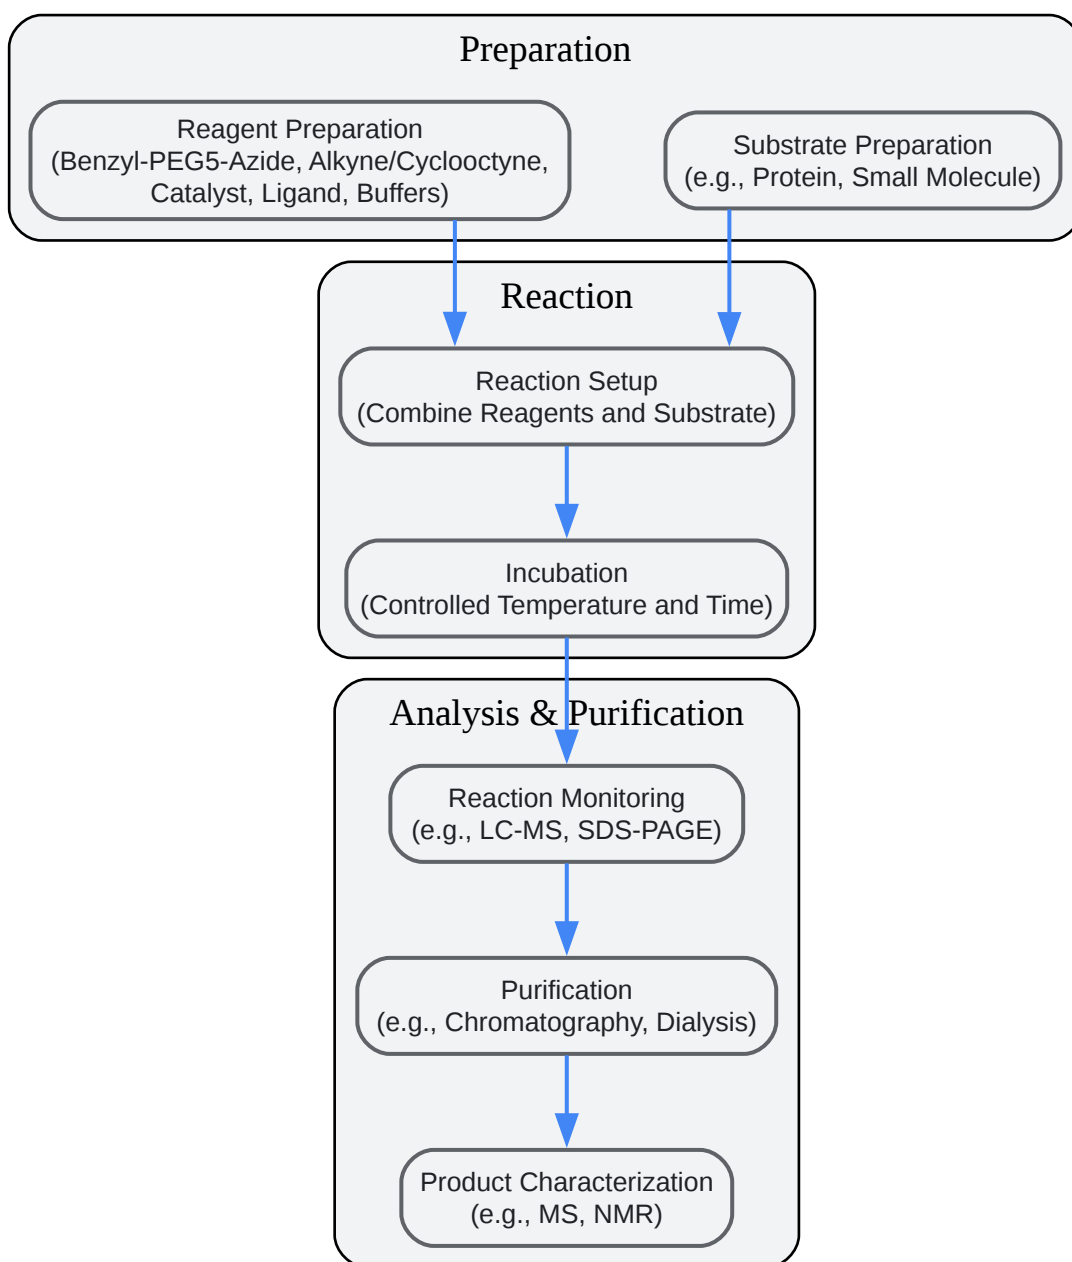 Preparation
Reagent Preparation
(Benzyl-PEG5-Azide, Alkyne/Cyclooctyne,
Catalyst, Ligand, Buffers)
Substrate Preparation
(e.g., Protein, Small Molecule)
Reaction
Reaction Setup
(Combine Reagents and Substrate)
Incubation
(Controlled Temperature and Time)
Analysis & Purification
Reaction Monitoring
(e.g., LC-MS, SDS-PAGE)
Purification
(e.g., Chromatography, Dialysis)
Product Characterization
(e.g., MS, NMR)